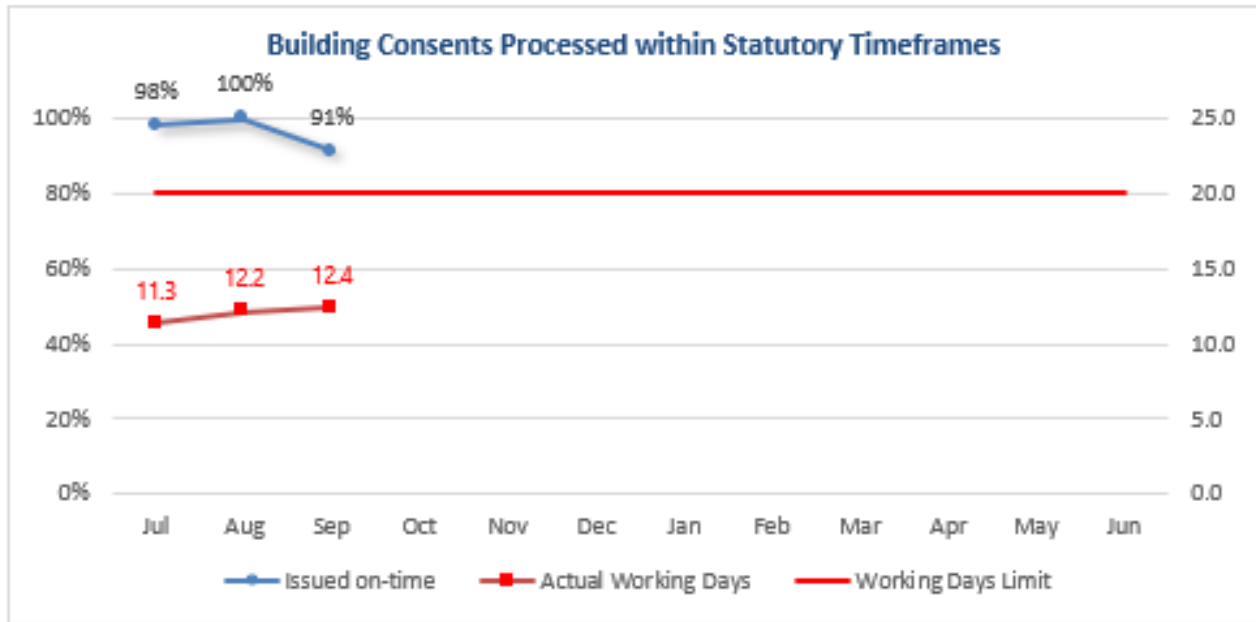 Building Consents Processed within Statutory Timeframes
98% 100% 91%
100% 25.0
80% 20.0
60% 15.0
11.3 12.2 12.4
40% 10.0
20% 5.0
0% 0.0
Jul Aug Sep Oct Nov Dec Jan Feb Mar Apr May Jun
Issued on-time Actual Working Days Working Days Limit